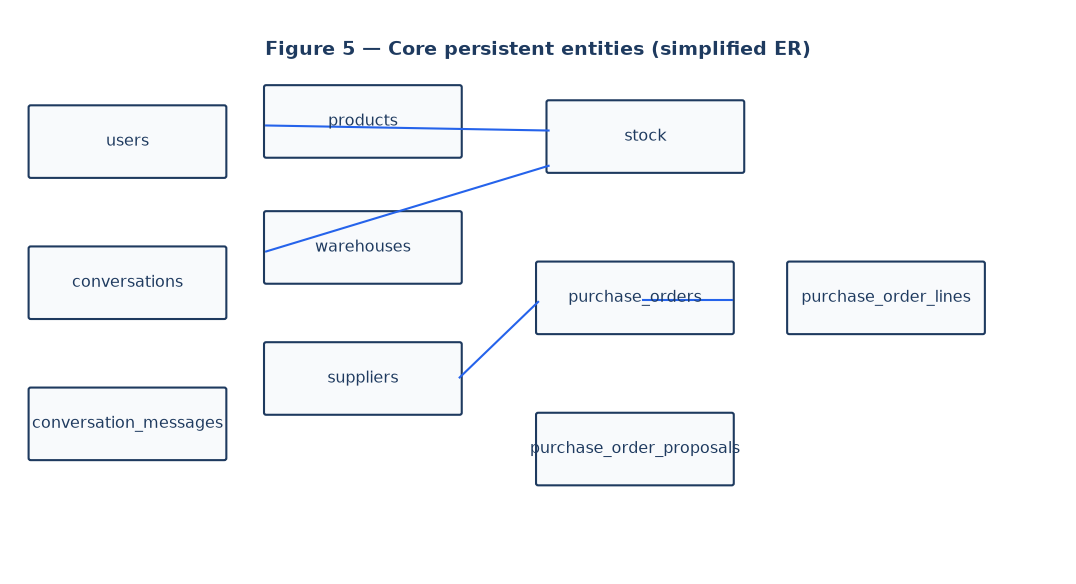 Figure 5 — Core persistent entities (simplified ER)
users
products
stock
conversations
warehouses
purchase_orders
purchase_order_lines
suppliers
conversation_messages
purchase_order_proposals